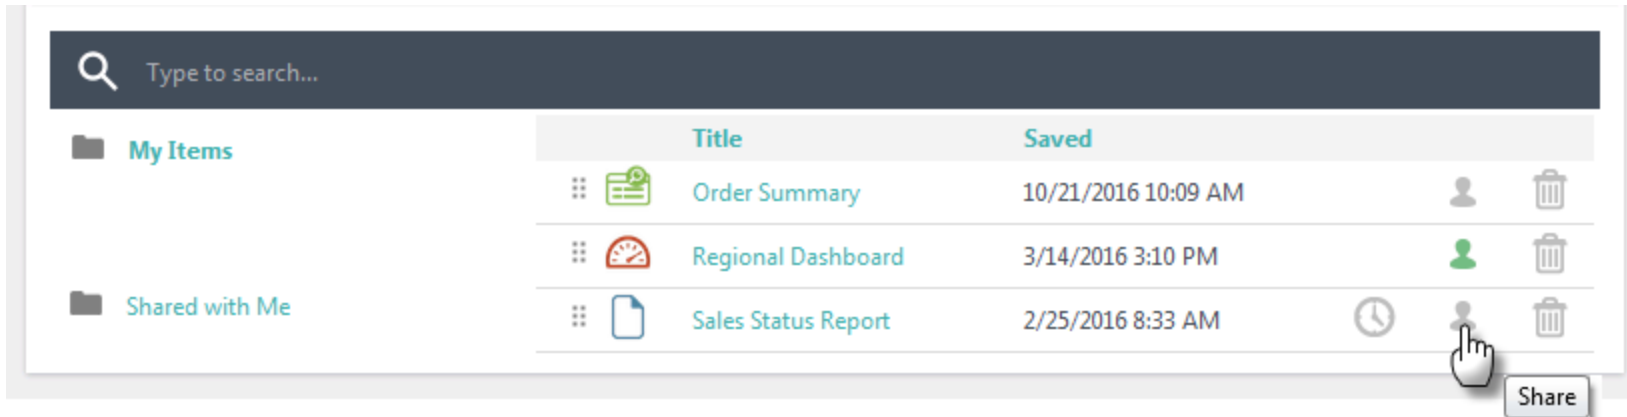 Type to search...
My Items
Title Saved
Order Summary 10/21/2016 10:09 AM
Regional Dashboard 3/14/2016 3:10 PM
Shared with Me
Sales Status Report 2/25/2016 8:33 AM
Share